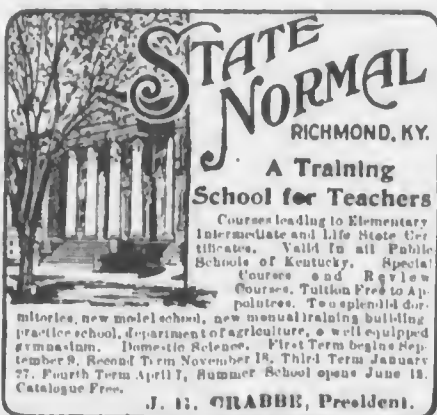 STATE
NORMAL
RICHMOND, KY.
A Training
School for Teachers
Courses leading to Elementary
Intermediate and Life State Cer
tificates. Valid in all Public
Schools of Kentucky. Special
Courses and Review
Courses. Tuition Free to Ap-
pointees. Two splendid dor-
mitories, new model school, new manual training building
practice school, department of agriculture, a well equipped
gymnasium. Domestic Science. First Term begins Sep-
tember 9, Second Term November 18, Third Term January
27, Fourth Term April 7, Summer School opens June 15.
Catalogue Free.
J. G. CRABBE, President.